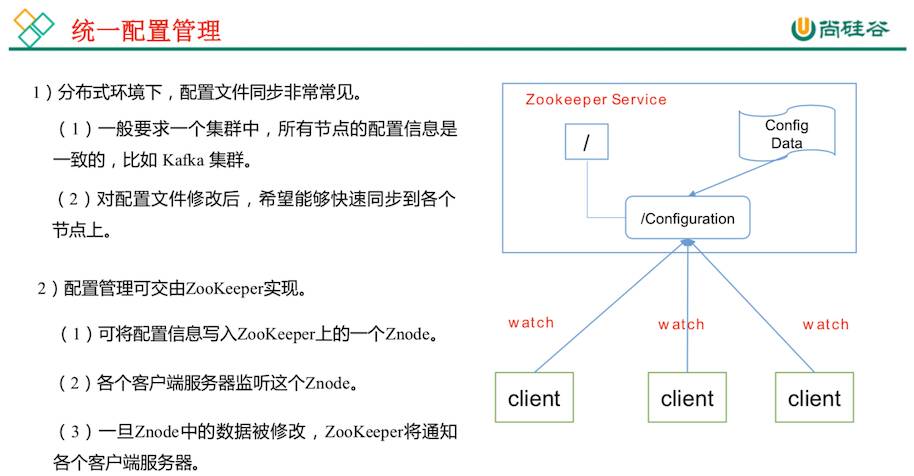 统一配置管理
尚硅谷
1）分布式环境下，配置文件同步非常常见。
（1）一般要求一个集群中，所有节点的配置信息是
一致的，比如 Kafka 集群。
（2）对配置文件修改后，希望能够快速同步到各个
节点上。
2）配置管理可交由ZooKeeper实现。
（1）可将配置信息写入ZooKeeper上的一个Znode。
（2）各个客户端服务器监听这个Znode。
（3）一旦Znode中的数据被修改，ZooKeeper将通知
各个客户端服务器。
Zookeeper Service
/
Config
Data
/Configuration
watch
watch
watch
client
client
client